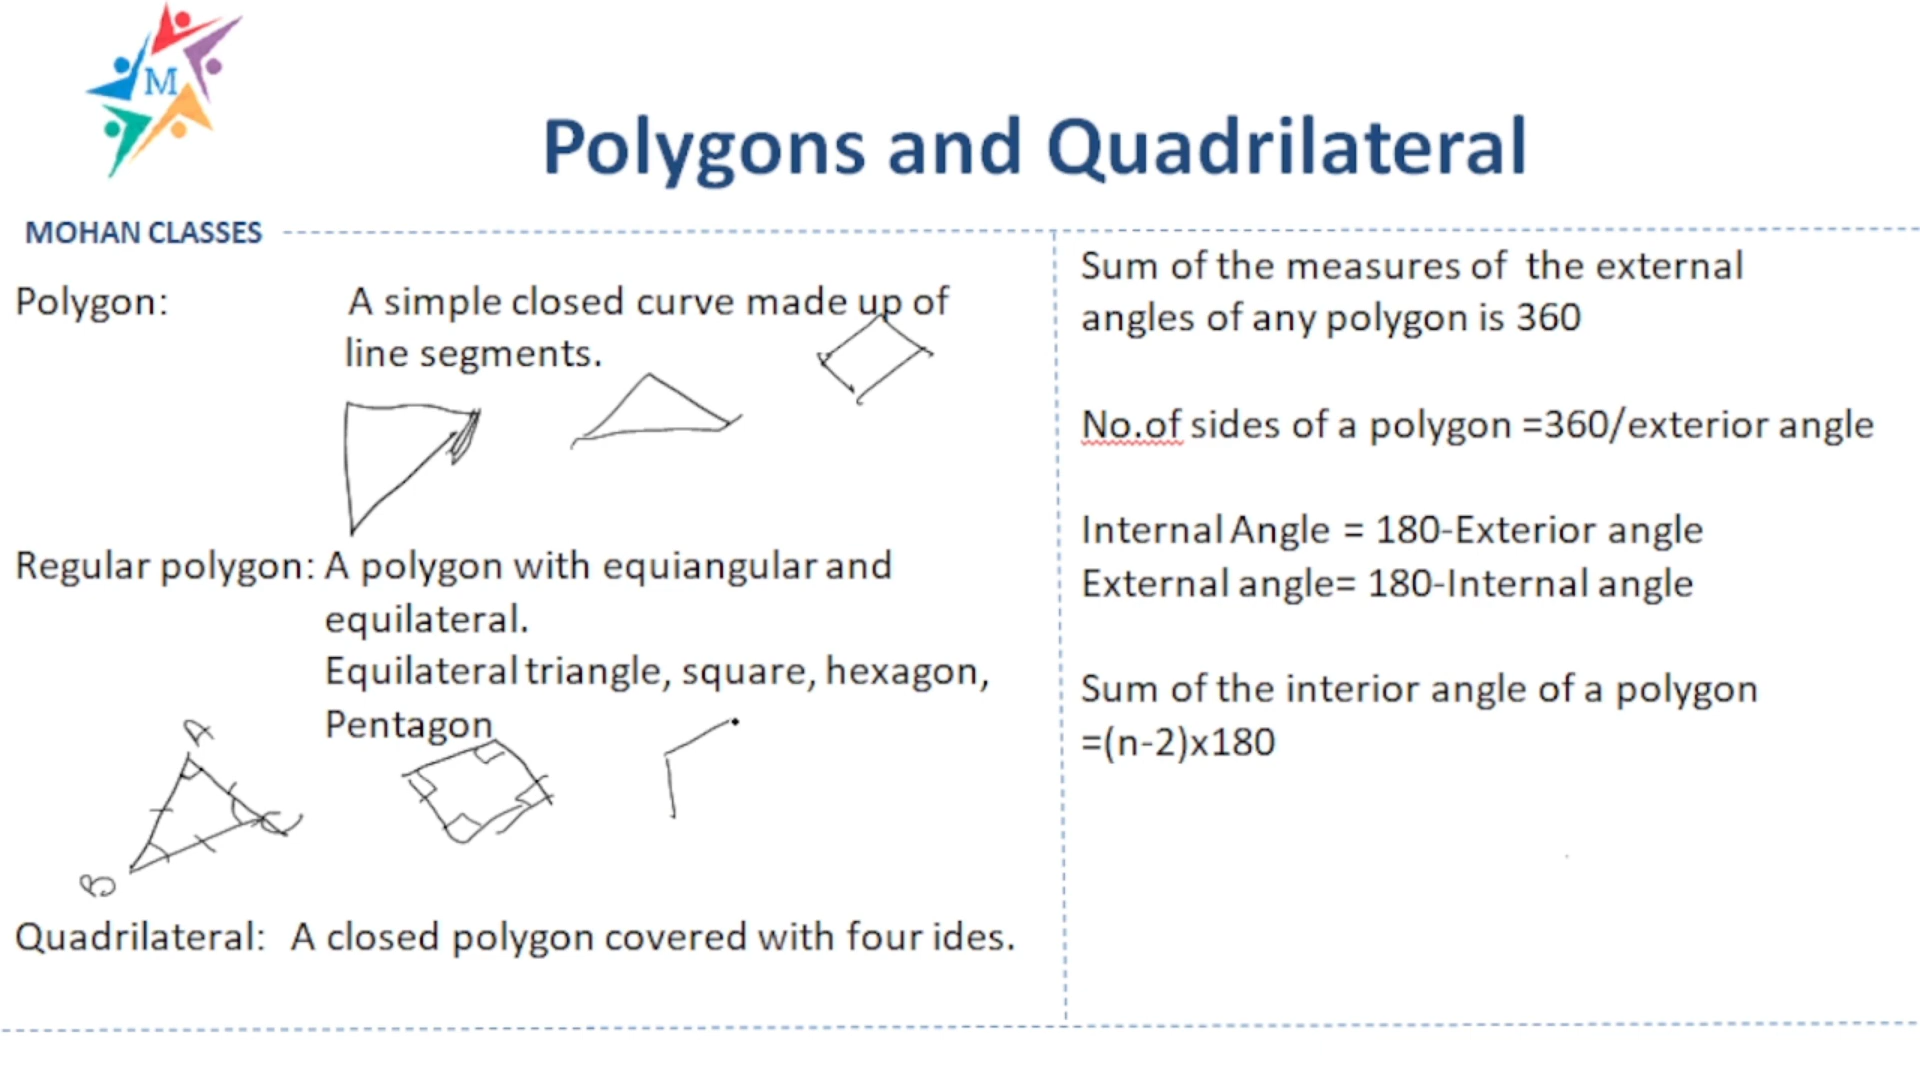 M
Polygons and Quadrilateral
MOHAN CLASSES
Polygon: A simple closed curve made up of
line segments.
Regular polygon: A polygon with equiangular and
equilateral.
Equilateral triangle, square, hexagon,
Pentagon
A
B
C
Quadrilateral: A closed polygon covered with four ides.
Sum of the measures of the external
angles of any polygon is 360
No.of sides of a polygon =360/exterior angle
Internal Angle = 180-Exterior angle
External angle= 180-Internal angle
Sum of the interior angle of a polygon
=(n-2)x180